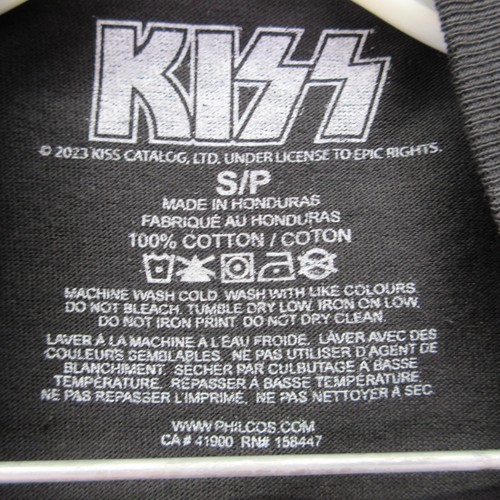 KISS
© 2023 KISS CATALOG, LTD. UNDER LICENSE TO EPIC RIGHTS.
S/P
MADE IN HONDURAS
FABRIQUÉ AU HONDURAS
100% COTTON / COTON
MACHINE WASH COLD. WASH WITH LIKE COLOURS.
DO NOT BLEACH. TUMBLE DRY LOW. IRON ON LOW.
DO NOT IRON PRINT. DO NOT DRY CLEAN.
LAVER À LA MACHINE À L'EAU FROIDE. LAVER AVEC DES
COULEURS SEMBLABLES. NE PAS UTILISER D'AGENT DE
BLANCHIMENT. SÉCHER PAR CULBUTAGE À BASSE
TEMPÉRATURE. REPASSER À BASSE TEMPÉRATURE.
NE PAS REPASSER L'IMPRIMÉ. NE PAS NETTOYER À SEC.
WWW.PHILCOS.COM
CA# 41900 RN# 158447